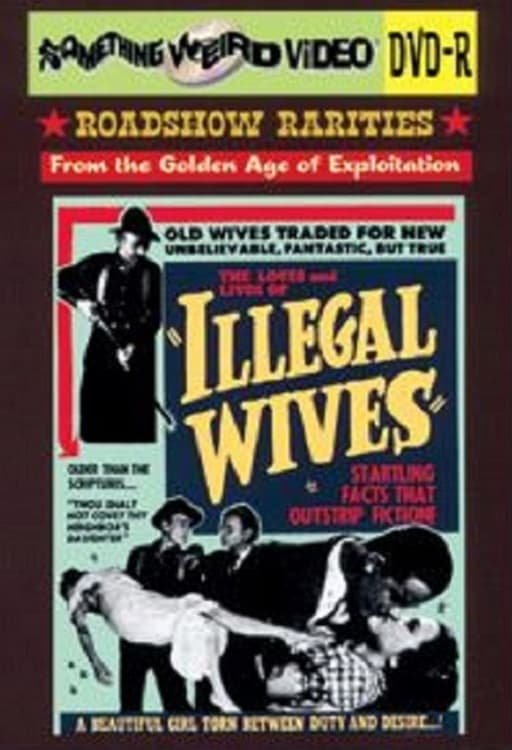 SOMETHING WEIRD VIDEO DVD-R
ROADSHOW RARITIES
From the Golden Age of Exploitation
OLD WIVES TRADED FOR NEW
UNBELIEVABLE, FANTASTIC, BUT TRUE
THE LOVES and
LIVES OF
"ILLEGAL
WIVES"
STARTLING
FACTS THAT
OUTSTRIP FICTION!
OLDER THAN THE
SCRIPTURES....
"THOU SHALT
NOT COVET THY
NEIGHBOR'S
DAUGHTER"
A BEAUTIFUL GIRL TORN BETWEEN DUTY AND DESIRE...!